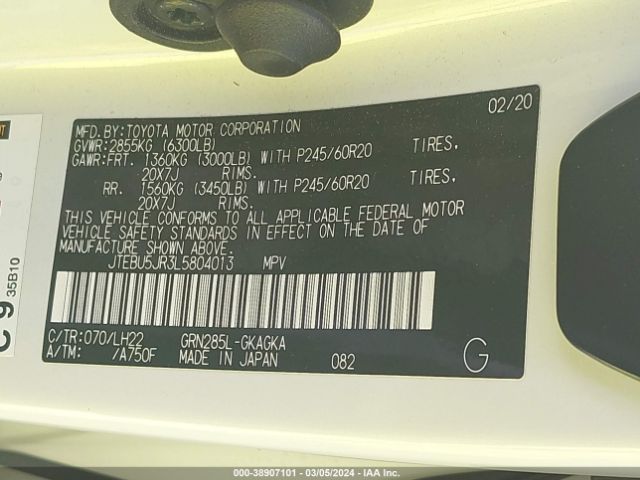 02/20
MFD. BY: TOYOTA MOTOR CORPORATION
GVWR: 2855KG (6300LB)
GAWR: FRT. 1360KG (3000LB) WITH P245/60R20 TIRES,
20X7J RIMS.
RR. 1560KG (3450LB) WITH P245/60R20 TIRES,
20X7J RIMS.
THIS VEHICLE CONFORMS TO ALL APPLICABLE FEDERAL MOTOR
VEHICLE SAFETY STANDARDS IN EFFECT ON THE DATE OF
MANUFACTURE SHOWN ABOVE.
JTEBU5JR3L5804013 MPV
C/TR: 070/LH22 GRN285L-GKAGKA
A/TM: /A750F MADE IN JAPAN 082
G
C 9
35B10
000-38907101 — 03/05/2024 — IAA Inc.